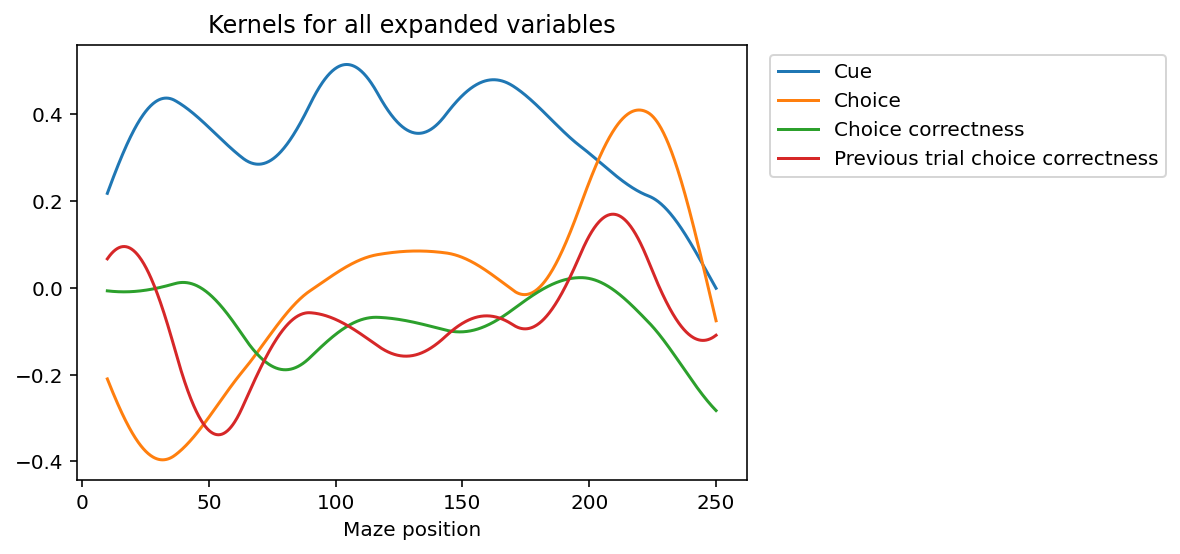 Kernels for all expanded variables
Cue
Choice
Choice correctness
Previous trial choice correctness
0.4
0.2
0.0
−0.2
−0.4
0 50 100 150 200 250
Maze position